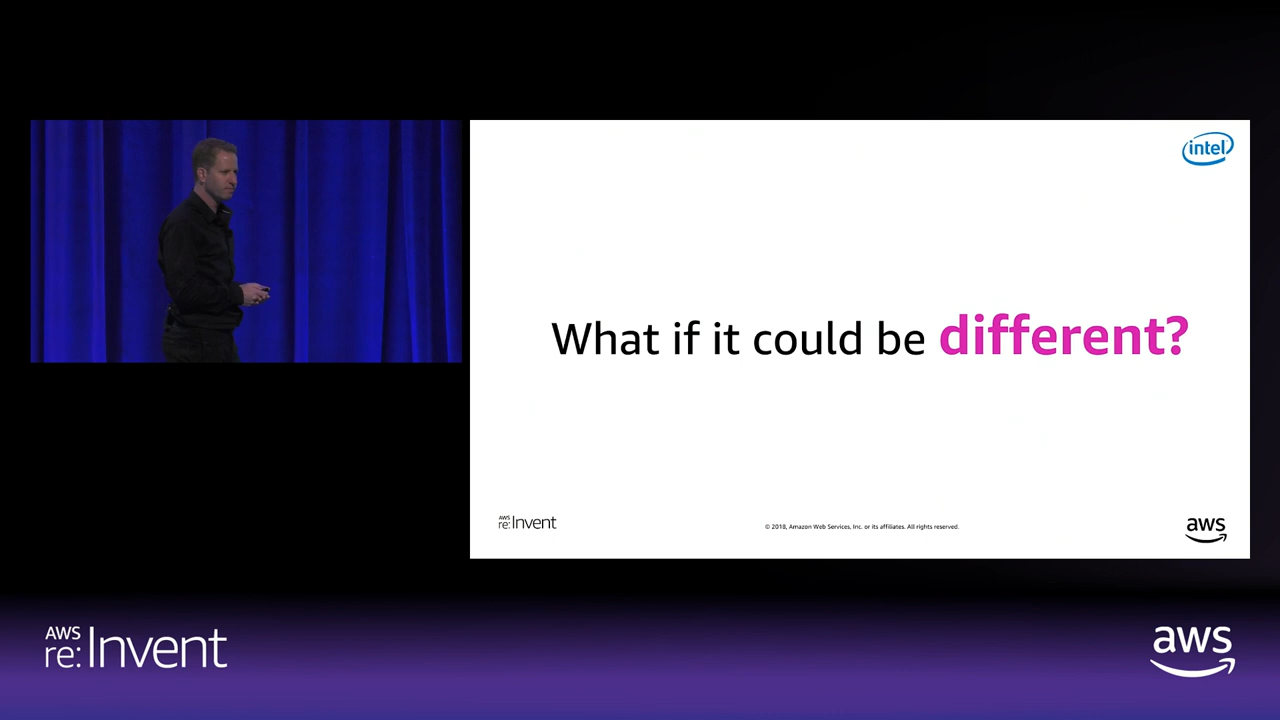 intel
What if it could be different?
AWS
re:Invent
© 2018, Amazon Web Services, Inc. or its affiliates. All rights reserved.
aws
AWS
re:Invent
aws